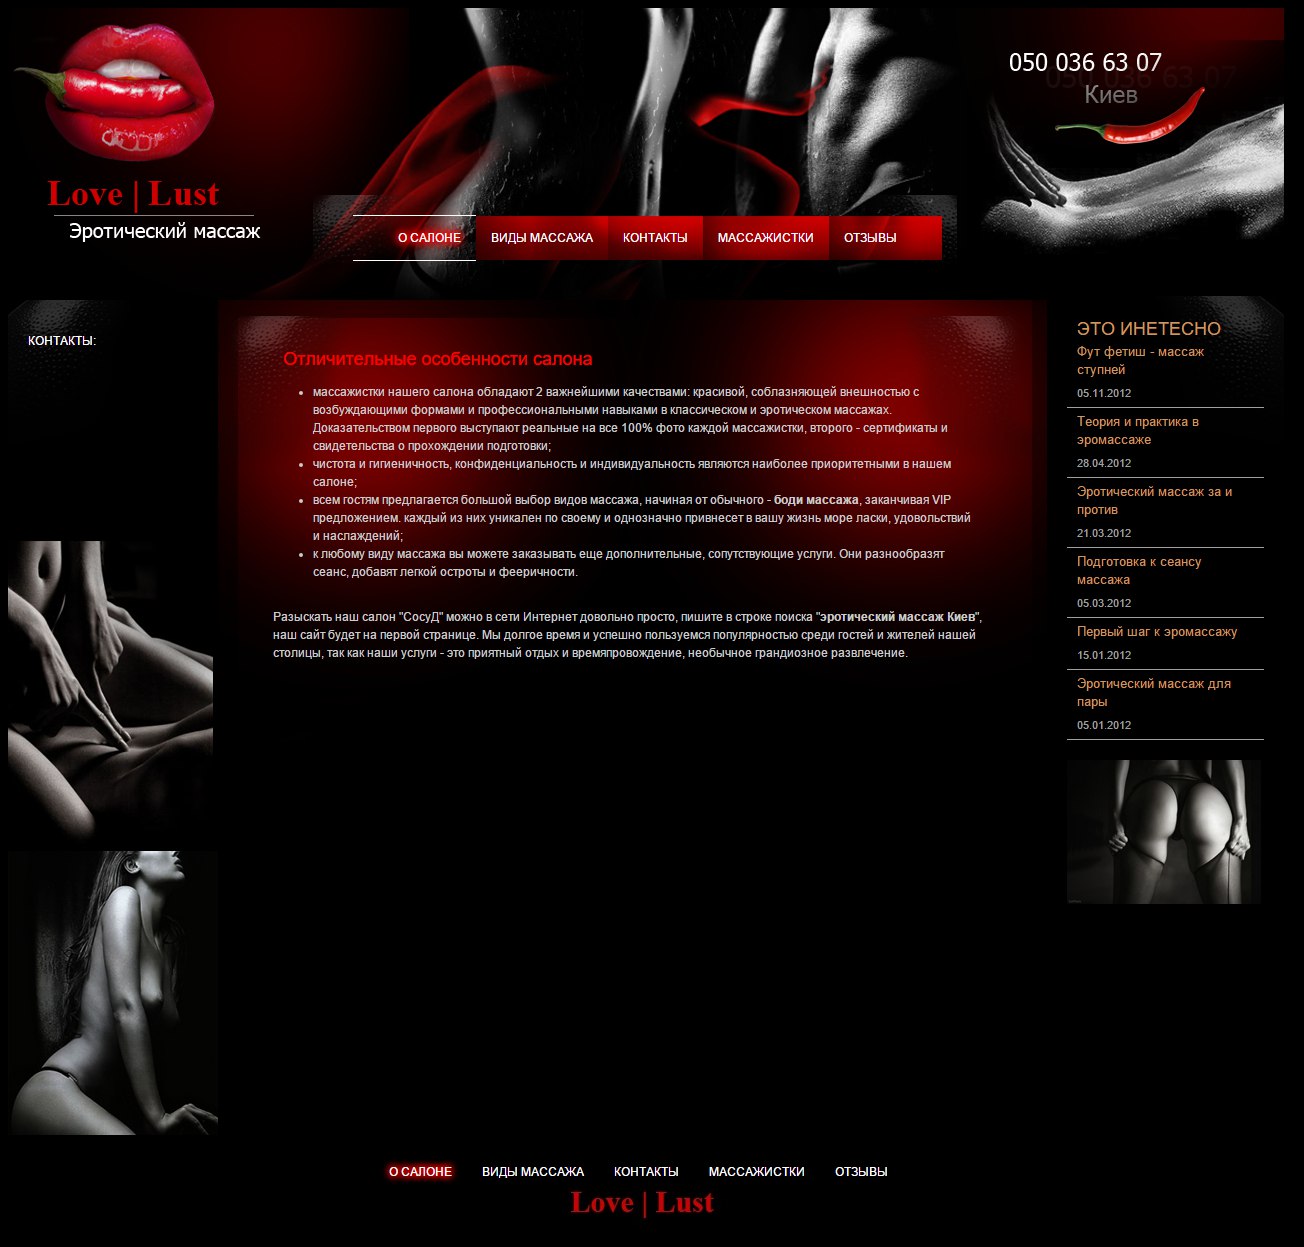 050 036 63 07
Киев
Love | Lust
Эротический массаж
О САЛОНЕ ВИДЫ МАССАЖА КОНТАКТЫ МАССАЖИСТКИ ОТЗЫВЫ
КОНТАКТЫ:
Отличительные особенности салона
• массажистки нашего салона обладают 2 важнейшими качествами: красивой, соблазняющей внешностью с
возбуждающими формами и профессиональными навыками в классическом и эротическом массажах.
Доказательством первого выступают реальные на все 100% фото каждой массажистки, второго - сертификаты и
свидетельства о прохождении подготовки;
• чистота и гигиеничность, конфиденциальность и индивидуальность являются наиболее приоритетными в нашем
салоне;
• всем гостям предлагается большой выбор видов массажа, начиная от обычного - боди массажа, заканчивая VIP
предложением. каждый из них уникален по своему и однозначно привнесет в вашу жизнь море ласки, удовольствий
и наслаждений;
• к любому виду массажа вы можете заказывать еще дополнительные, сопутствующие услуги. Они разнообразят
сеанс, добавят легкой остроты и фееричности.
Разыскать наш салон "СосуД" можно в сети Интернет довольно просто, пишите в строке поиска "эротический массаж Киев",
наш сайт будет на первой странице. Мы долгое время и успешно пользуемся популярностью среди гостей и жителей нашей
столицы, так как наши услуги - это приятный отдых и времяпровождение, необычное грандиозное развлечение.
ЭТО ИНЕТЕСНО
Фут фетиш - массаж
ступней
05.11.2012
Теория и практика в
эромассаже
28.04.2012
Эротический массаж за и
против
21.03.2012
Подготовка к сеансу
массажа
05.03.2012
Первый шаг к эромассажу
15.01.2012
Эротический массаж для
пары
05.01.2012
О САЛОНЕ ВИДЫ МАССАЖА КОНТАКТЫ МАССАЖИСТКИ ОТЗЫВЫ
Love | Lust